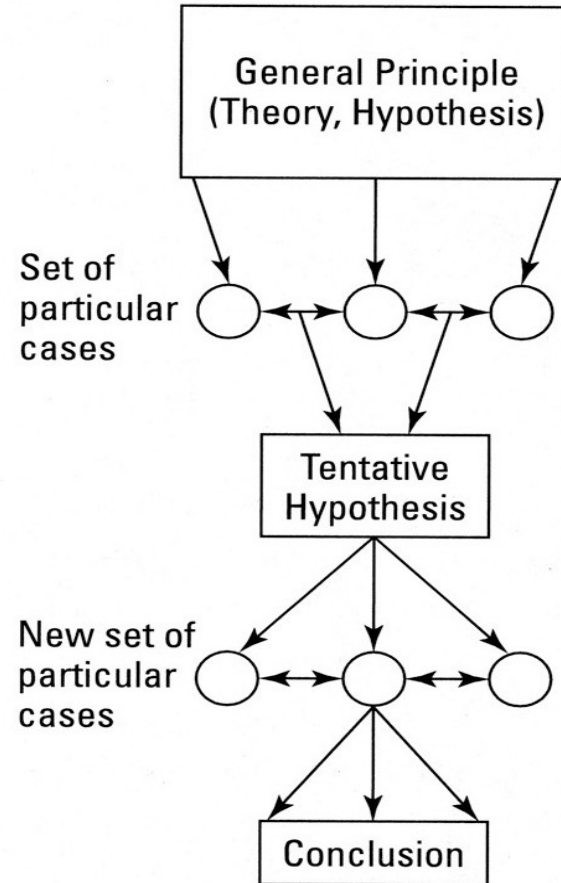 General Principle
(Theory, Hypothesis)
Set of
particular
cases
Tentative
Hypothesis
New set of
particular
cases
Conclusion